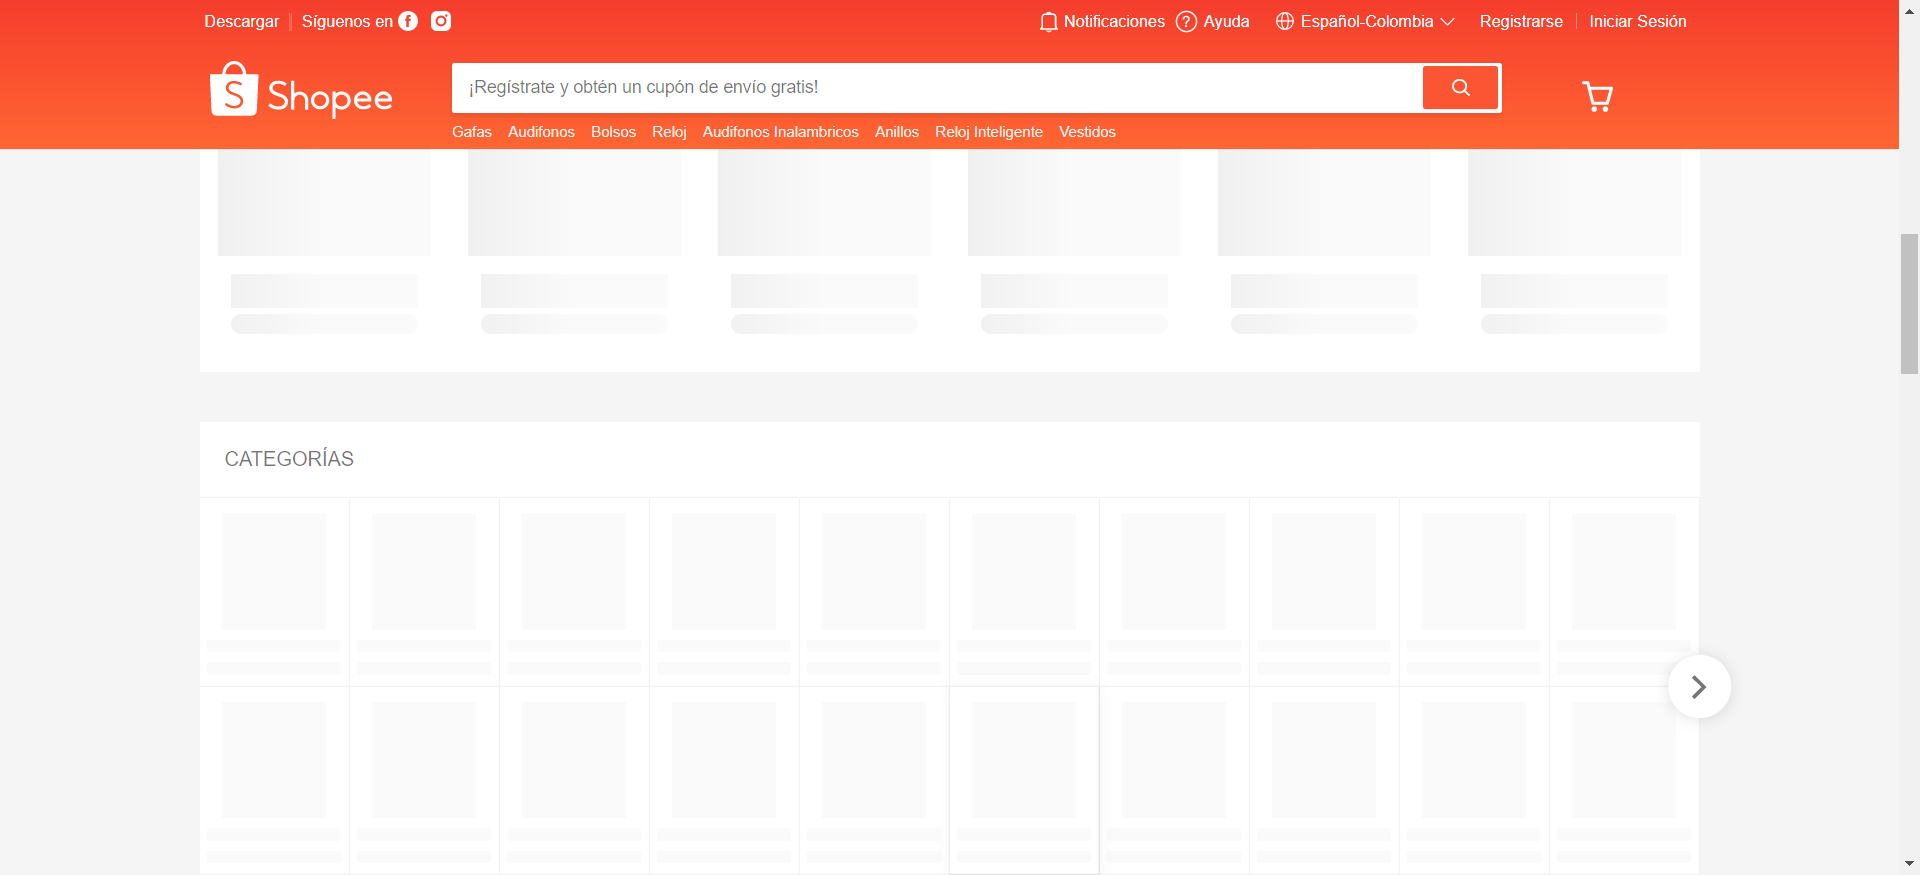 Descargar Síguenos en
Notificaciones Ayuda Español-Colombia Registrarse Iniciar Sesión
Shopee
¡Regístrate y obtén un cupón de envío gratis!
Gafas Audifonos Bolsos Reloj Audifonos Inalambricos Anillos Reloj Inteligente Vestidos
CATEGORÍAS